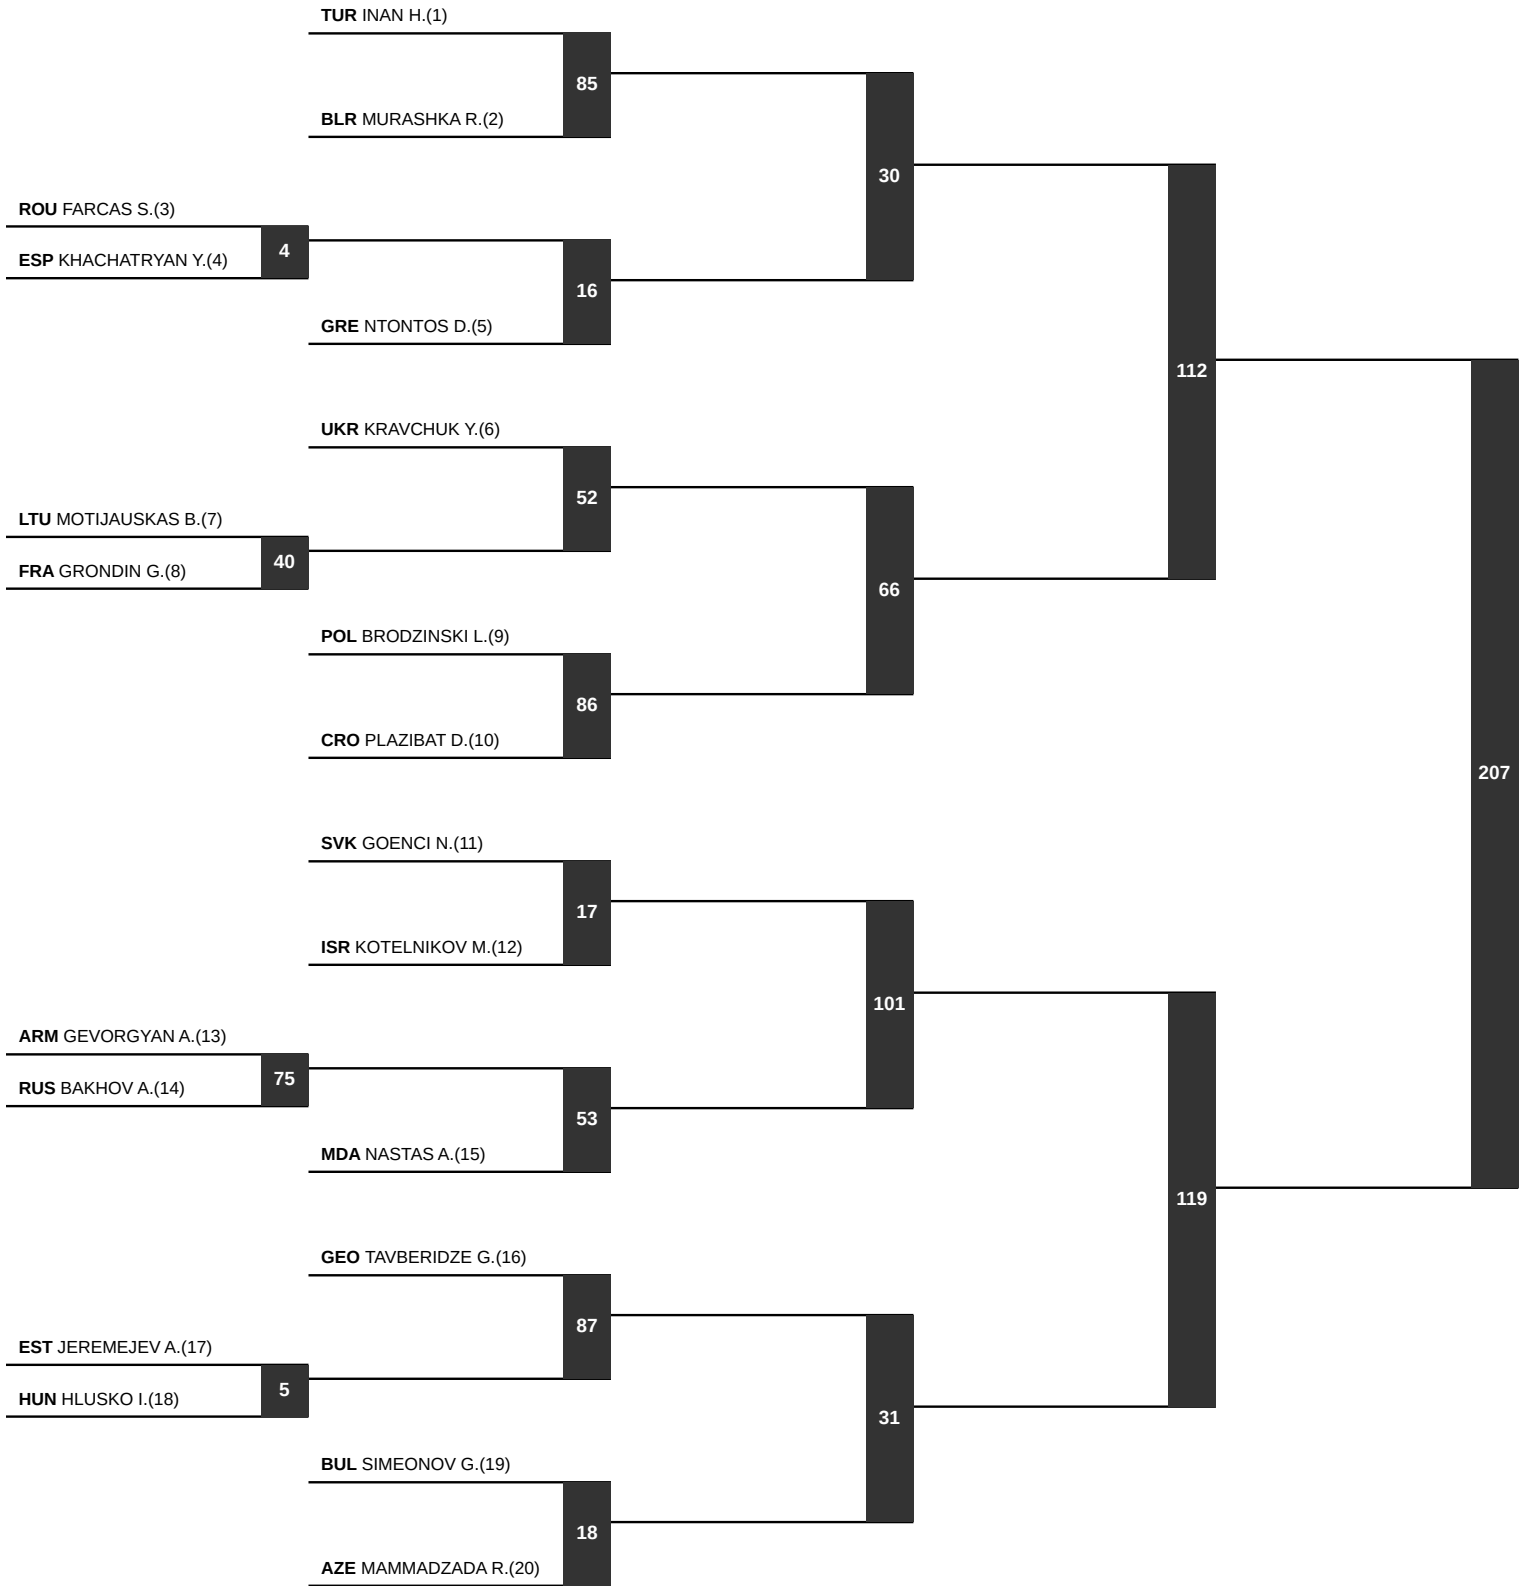 TUR INAN H.(1)
85
BLR MURASHKA R.(2)
30
ROU FARCAS S.(3)
4
ESP KHACHATRYAN Y.(4)
16
GRE NTONTOS D.(5)
112
UKR KRAVCHUK Y.(6)
52
LTU MOTIJAUSKAS B.(7)
40
FRA GRONDIN G.(8)
66
POL BRODZINSKI L.(9)
86
CRO PLAZIBAT D.(10)
207
SVK GOENCI N.(11)
17
ISR KOTELNIKOV M.(12)
101
ARM GEVORGYAN A.(13)
75
RUS BAKHOV A.(14)
53
MDA NASTAS A.(15)
119
GEO TAVBERIDZE G.(16)
87
EST JEREMEJEV A.(17)
5
HUN HLUSKO I.(18)
31
BUL SIMEONOV G.(19)
18
AZE MAMMADZADA R.(20)